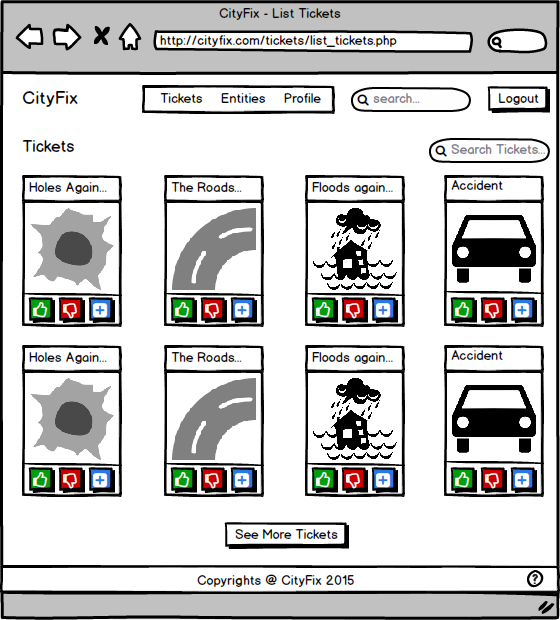 CityFix - List Tickets
http://cityfix.com/tickets/list_tickets.php
CityFix
Tickets Entities Profile
search...
Logout
Tickets
Search Tickets...
Holes Again... The Roads... Floods again... Accident
Holes Again... The Roads... Floods again... Accident
See More Tickets
Copyrights @ CityFix 2015
?